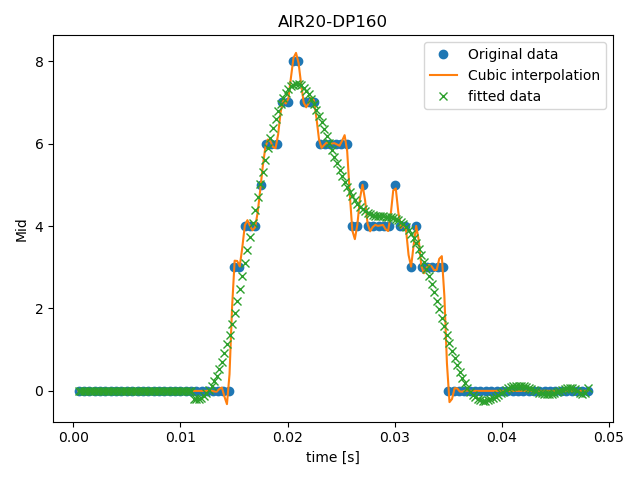 AIR20-DP160
Original data
Cubic interpolation
fitted data
8
6
4
2
0
Mid
0.00
0.01
0.02
0.03
0.04
0.05
time [s]